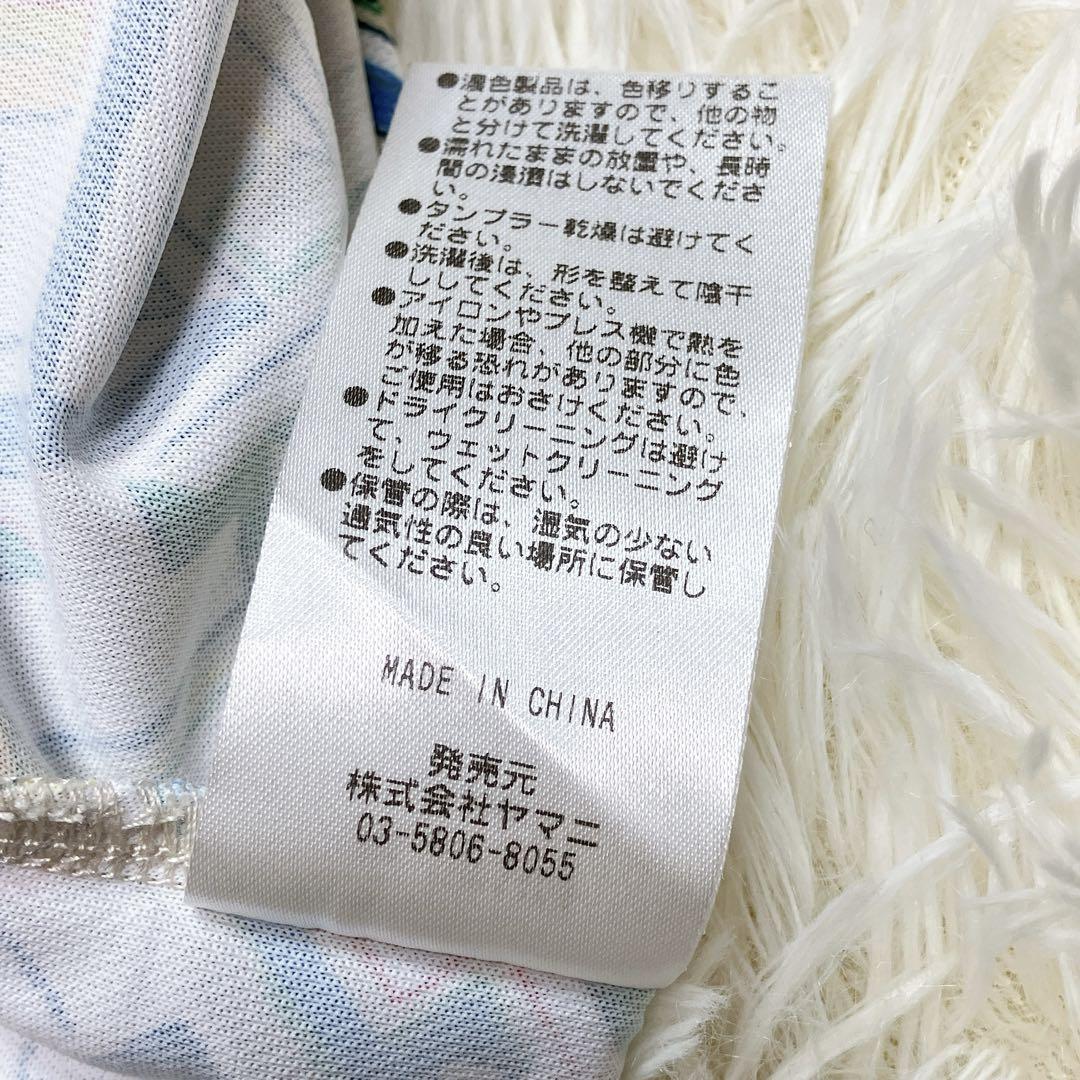 ●濃色製品は、色移りするこ
とがありますので、他の物
と分けて洗濯してください。
●濡れたままの放置や、長時
間の浸漬はしないでくださ
い。
●タンブラー乾燥は避けてく
ださい。
●洗濯後は、形を整えて陰干
ししてください。
●アイロンやプレス機で熱を
加えた場合、他の部分に色
が移る恐れがありますので、
ご使用はおさけください。
●ドライクリーニングは避け
て、ウェットクリーニング
をしてください。
●保管の際は、湿気の少ない
通気性の良い場所に保管し
てください。
MADE IN CHINA
発売元
株式会社ヤマニ
03-5806-8055